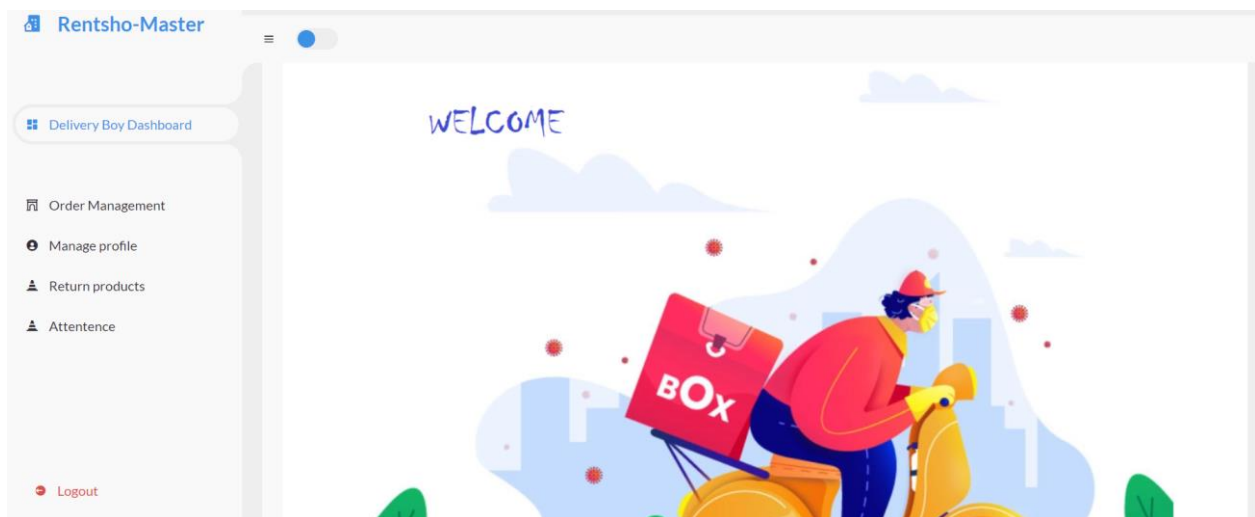 Rentsho-Master
Delivery Boy Dashboard
Order Management
Manage profile
Return products
Attentence
Logout
WELCOME
BOX